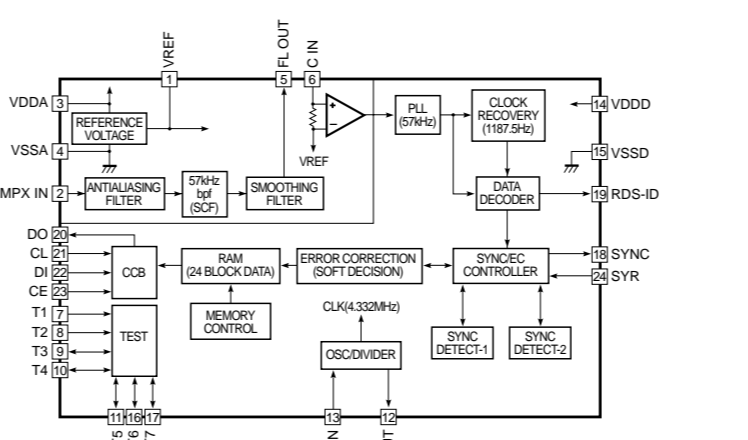 VREF
FL OUT
C IN
1
5
6
VDDA
3
REFERENCE
VOLTAGE
VSSA
4
MPX IN
2
ANTIALIASING
FILTER
57kHz
bpf
(SCF)
SMOOTHING
FILTER
+
−
VREF
PLL
(57kHz)
CLOCK
RECOVERY
(1187.5Hz)
DATA
DECODER
14
VDDD
15
VSSD
19
RDS-ID
DO
20
CL
21
DI
22
CE
23
CCB
RAM
(24 BLOCK DATA)
ERROR CORRECTION
(SOFT DECISION)
SYNC/EC
CONTROLLER
18
SYNC
24
SYR
T1
7
T2
8
T3
9
T4
10
TEST
MEMORY
CONTROL
CLK(4.332MHz)
OSC/DIVIDER
SYNC
DETECT-1
SYNC
DETECT-2
11
16
17
13
12